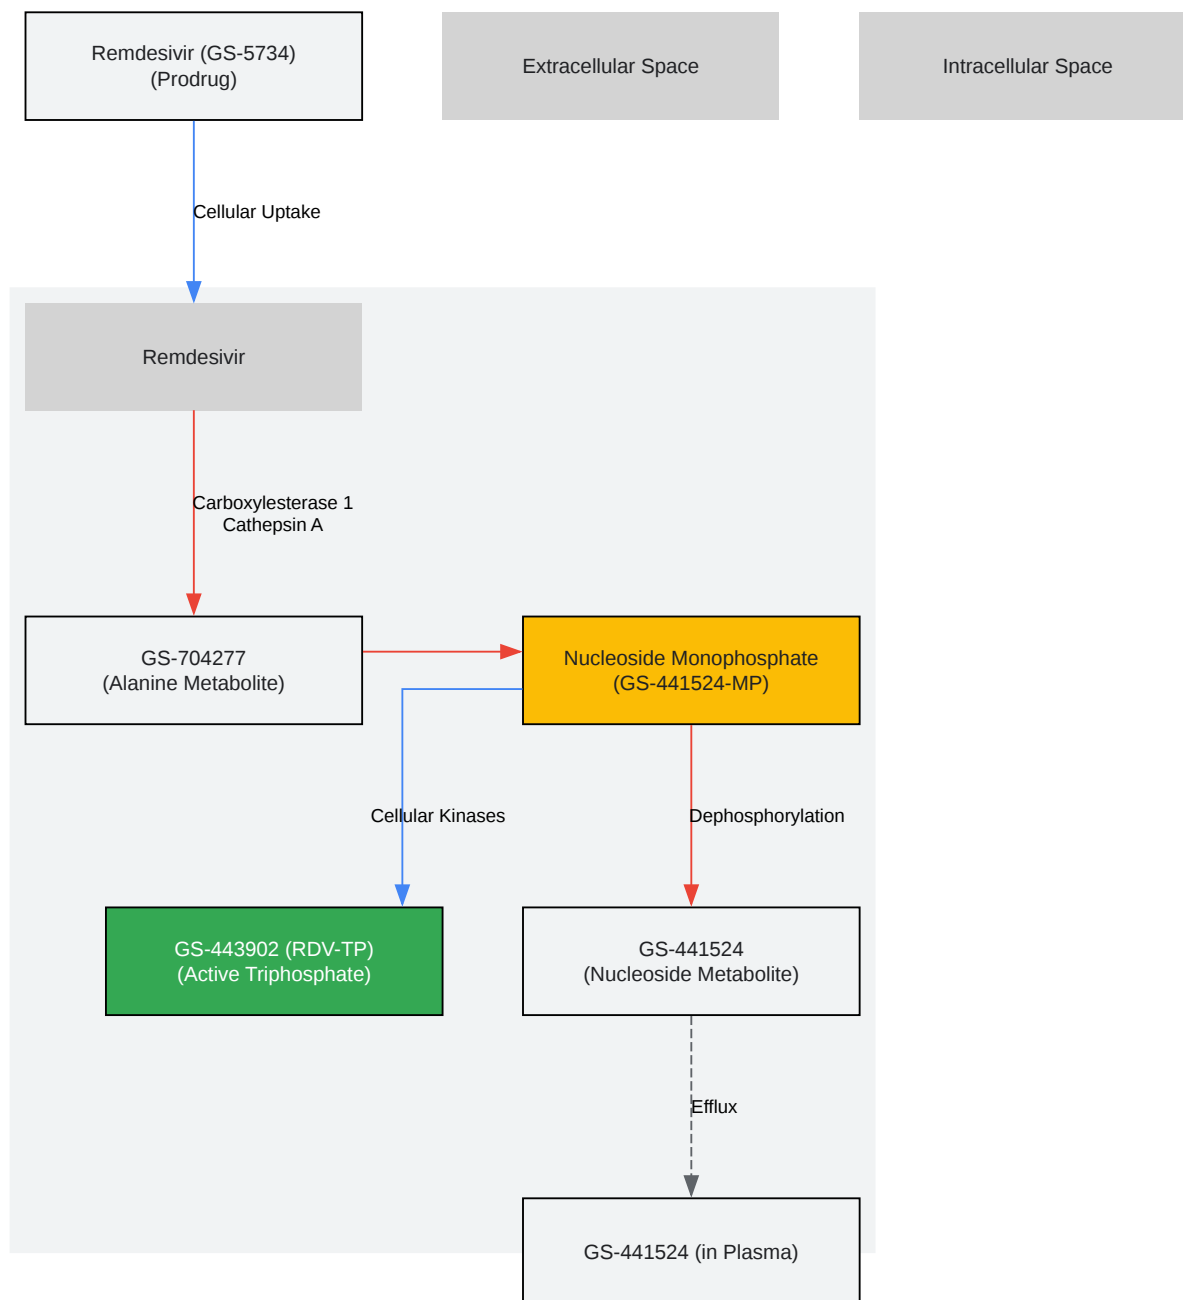 Remdesivir (GS-5734)
(Prodrug)
Extracellular Space
Intracellular Space
Cellular Uptake
Remdesivir
Carboxylesterase 1
Cathepsin A
GS-704277
(Alanine Metabolite)
Nucleoside Monophosphate
(GS-441524-MP)
Cellular Kinases
Dephosphorylation
GS-443902 (RDV-TP)
(Active Triphosphate)
GS-441524
(Nucleoside Metabolite)
Efflux
GS-441524 (in Plasma)